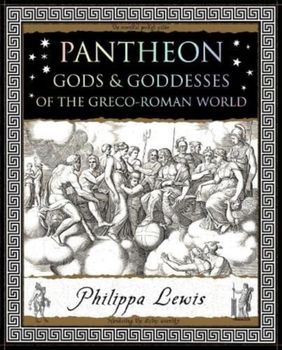 PANTHEON
GODS & GODDESSES
OF THE GRECO-ROMAN WORLD
Philippa Lewis